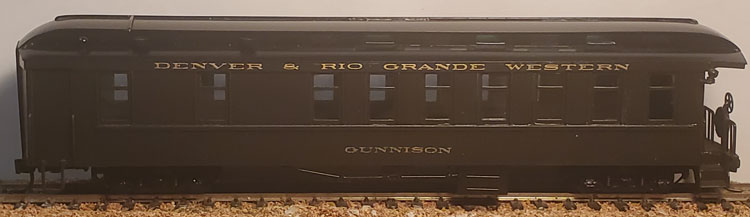 DENVER & RIO GRANDE WESTERN
GUNNISON